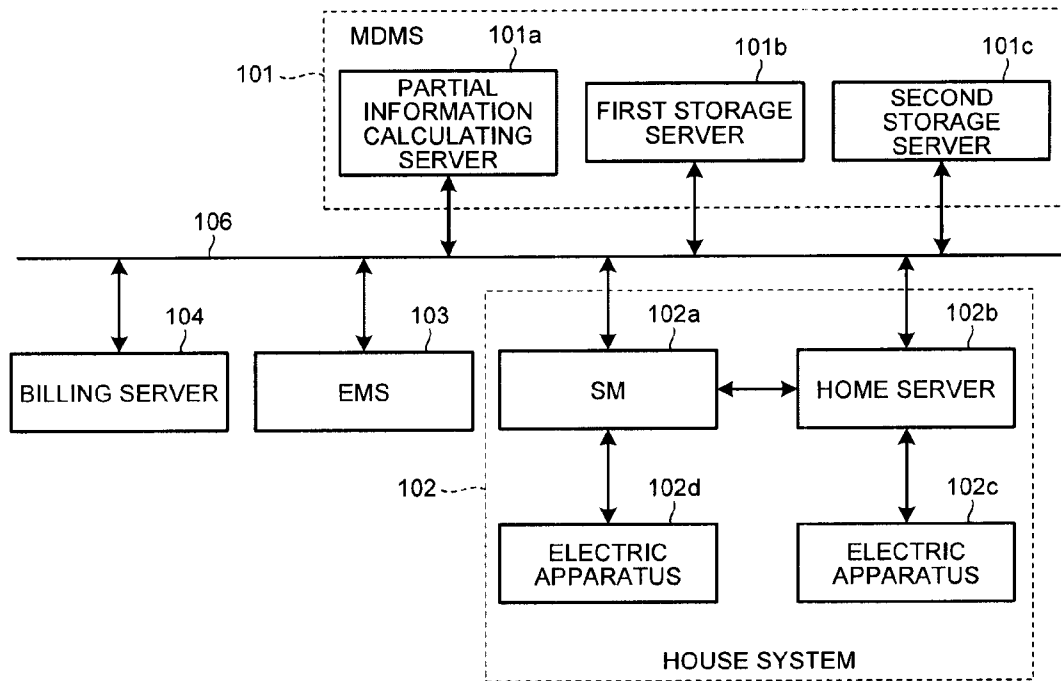 MDMS
101
101a
PARTIAL
INFORMATION
CALCULATING
SERVER
101b
FIRST STORAGE
SERVER
101c
SECOND
STORAGE
SERVER
106
104
BILLING SERVER
103
EMS
102a
SM
102b
HOME SERVER
102
102d
ELECTRIC
APPARATUS
102c
ELECTRIC
APPARATUS
HOUSE SYSTEM